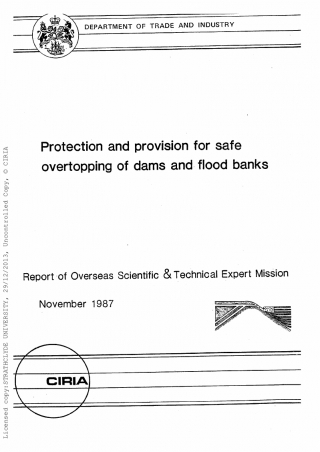 DEPARTMENT OF TRADE AND INDUSTRY
Protection and provision for safe
overtopping of dams and flood banks
Report of Overseas Scientific & Technical Expert Mission
November 1987
CIRIA
Licensed copy:STRATHCLYDE UNIVERSITY, 29/12/2013, Uncontrolled Copy, © CIRIA